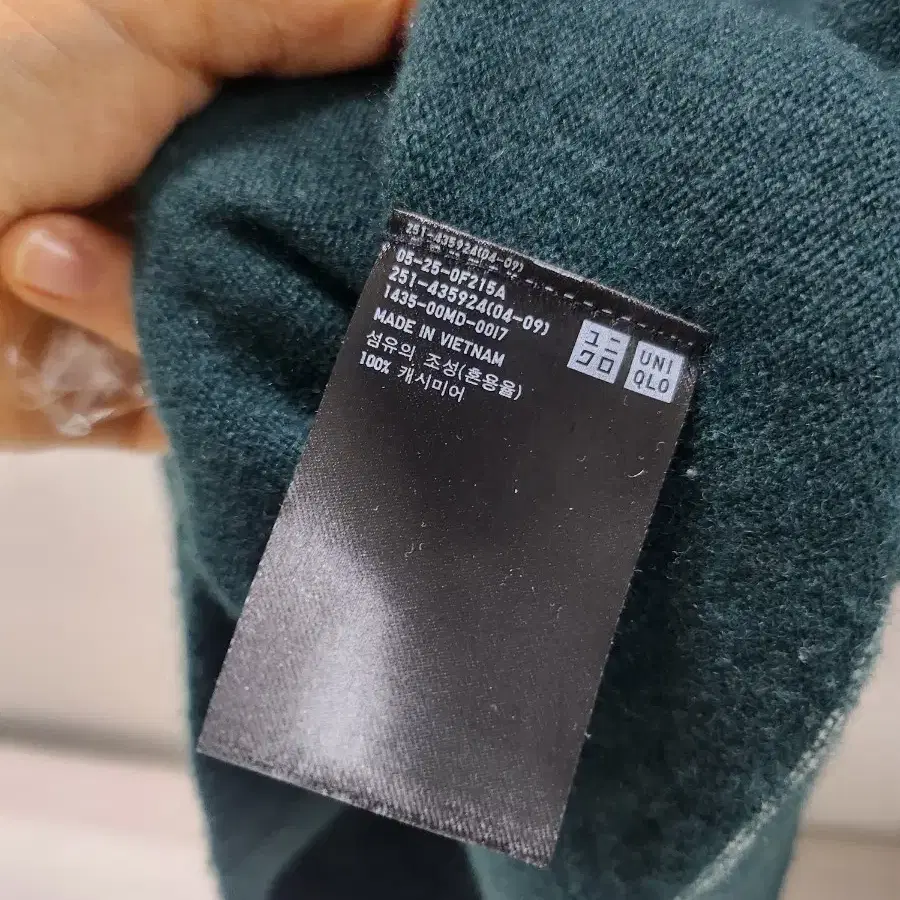 251-435924(04-09)
05-25-0F215A
251-435924(04-09)
1435-00MD-0017
MADE IN VIETNAM
섬유의 조성(혼용율)
100% 캐시미어
ユニ
クロ
UNI
QLO